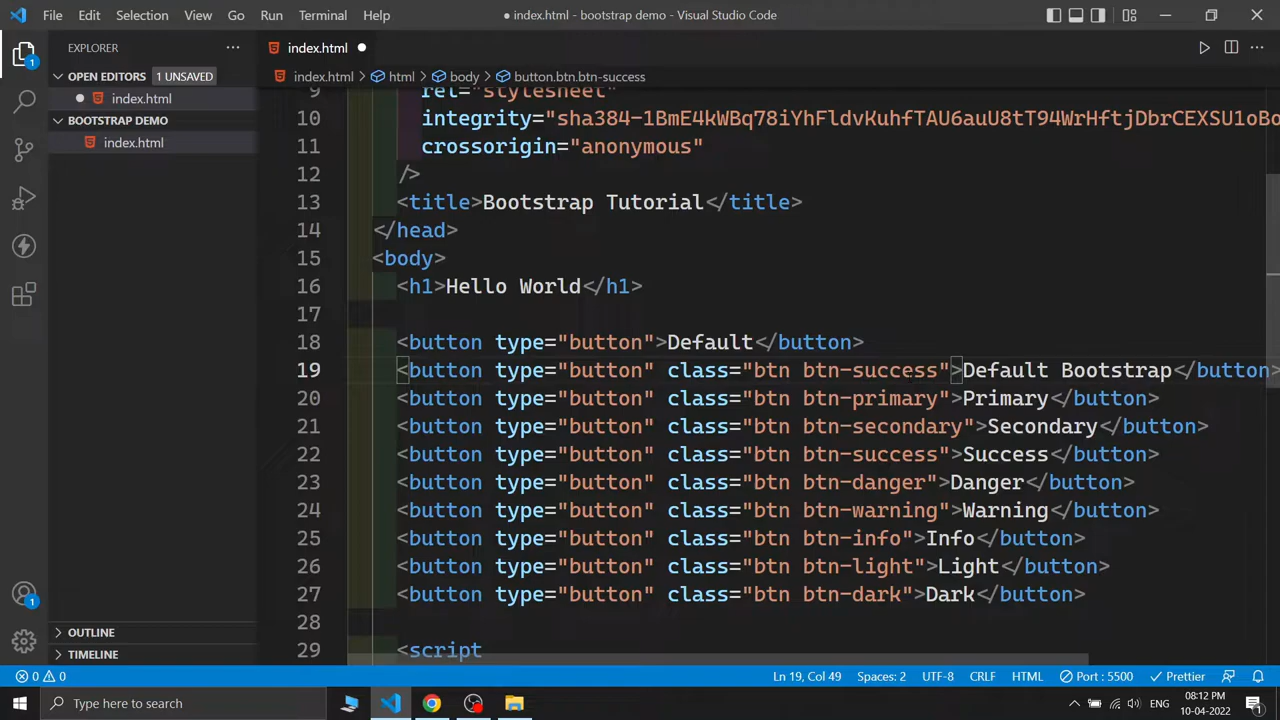 File Edit Selection View Go Run Terminal Help
● index.html - bootstrap demo - Visual Studio Code
EXPLORER
OPEN EDITORS 1 UNSAVED
index.html
BOOTSTRAP DEMO
index.html
OUTLINE
TIMELINE
1
1
index.html
index.html > html > body > button.btn.btn-success
9 rel="stylesheet"
10 integrity="sha384-1BmE4kWBq78iYhFldvKuhfTAU6auU8tT94WrHftjDbrCEXSU1oBo
11 crossorigin="anonymous"
12 />
13 <title>Bootstrap Tutorial</title>
14 </head>
15 <body>
16 <h1>Hello World</h1>
17
18 <button type="button">Default</button>
19 <button type="button" class="btn btn-success">Default Bootstrap</button>
20 <button type="button" class="btn btn-primary">Primary</button>
21 <button type="button" class="btn btn-secondary">Secondary</button>
22 <button type="button" class="btn btn-success">Success</button>
23 <button type="button" class="btn btn-danger">Danger</button>
24 <button type="button" class="btn btn-warning">Warning</button>
25 <button type="button" class="btn btn-info">Info</button>
26 <button type="button" class="btn btn-light">Light</button>
27 <button type="button" class="btn btn-dark">Dark</button>
28
29 <script
0 0 Ln 19, Col 49 Spaces: 2 UTF-8 CRLF HTML Port : 5500 Prettier
Type here to search
08:12 PM
10-04-2022
1